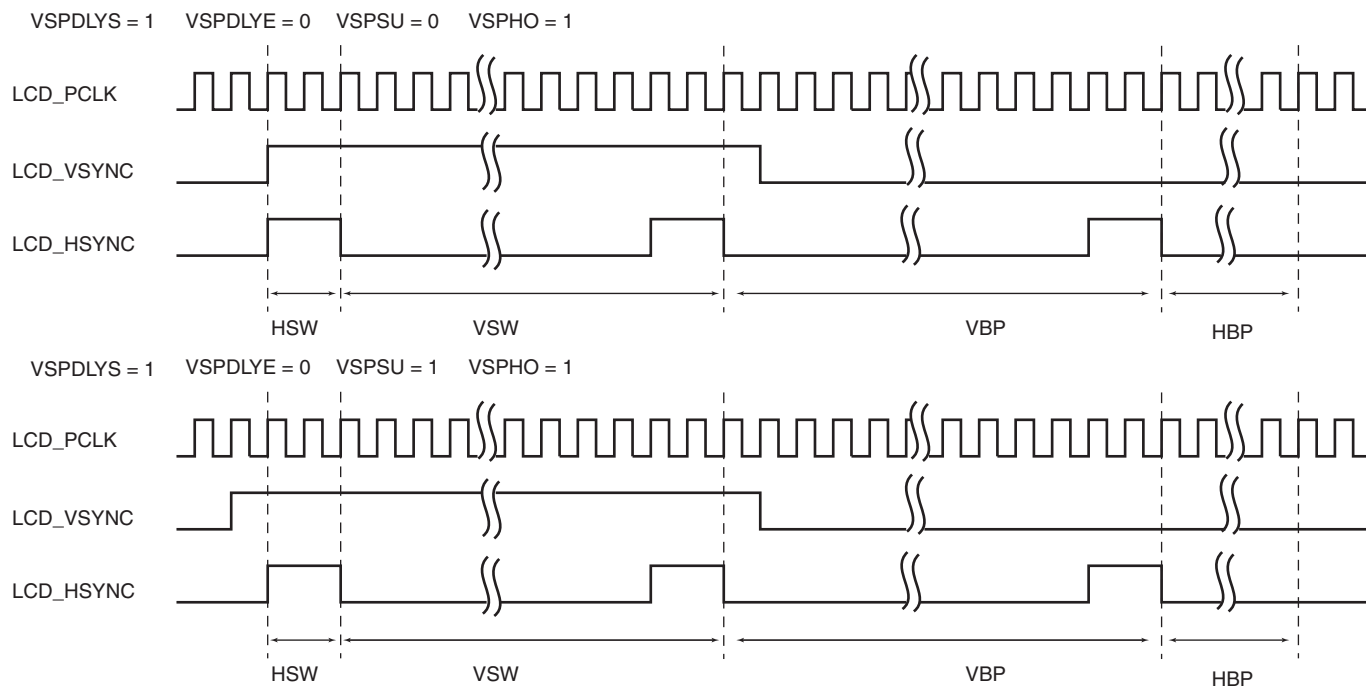 VSPDLYS = 1 VSPDLYE = 0 VSPSU = 0 VSPHO = 1
LCD_PCLK
LCD_VSYNC
LCD_HSYNC
HSW VSW VBP HBP
VSPDLYS = 1 VSPDLYE = 0 VSPSU = 1 VSPHO = 1
LCD_PCLK
LCD_VSYNC
LCD_HSYNC
HSW VSW VBP HBP